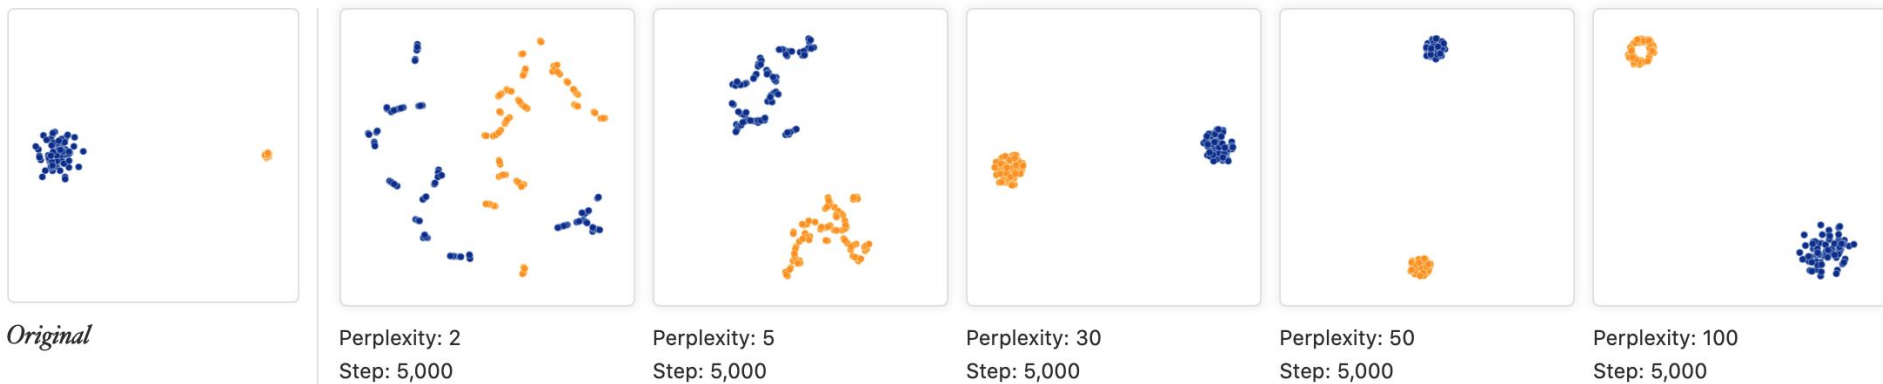 Original
Perplexity: 2
Step: 5,000
Perplexity: 5
Step: 5,000
Perplexity: 30
Step: 5,000
Perplexity: 50
Step: 5,000
Perplexity: 100
Step: 5,000